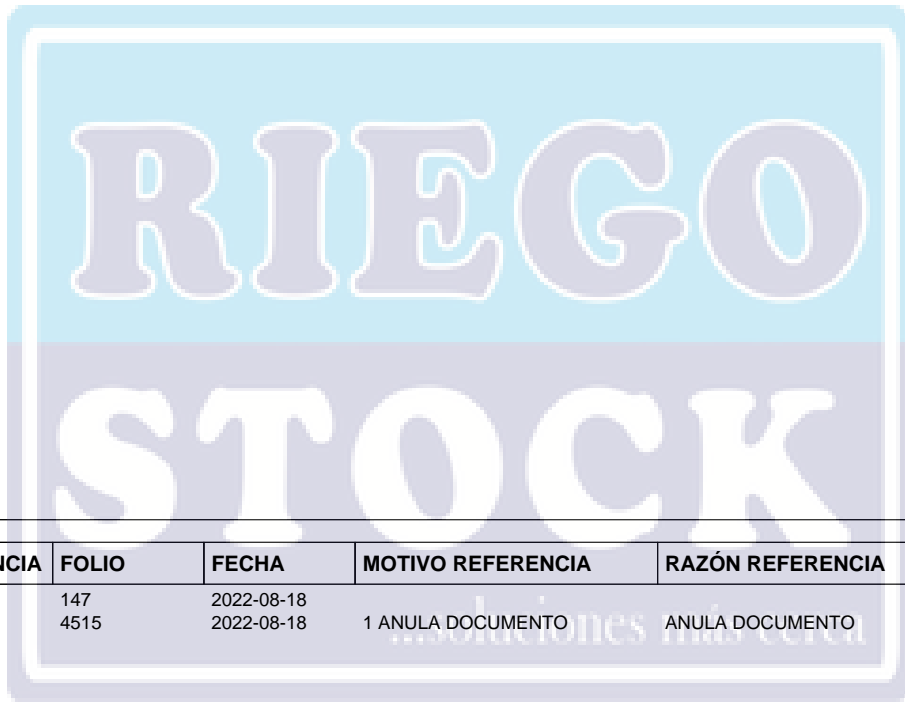 RIEGO
STOCK
NCIA FOLIO FECHA MOTIVO REFERENCIA RAZÓN REFERENCIA
147 2022-08-18
4515 2022-08-18 1 ANULA DOCUMENTO ANULA DOCUMENTO
...soluciones más cerca